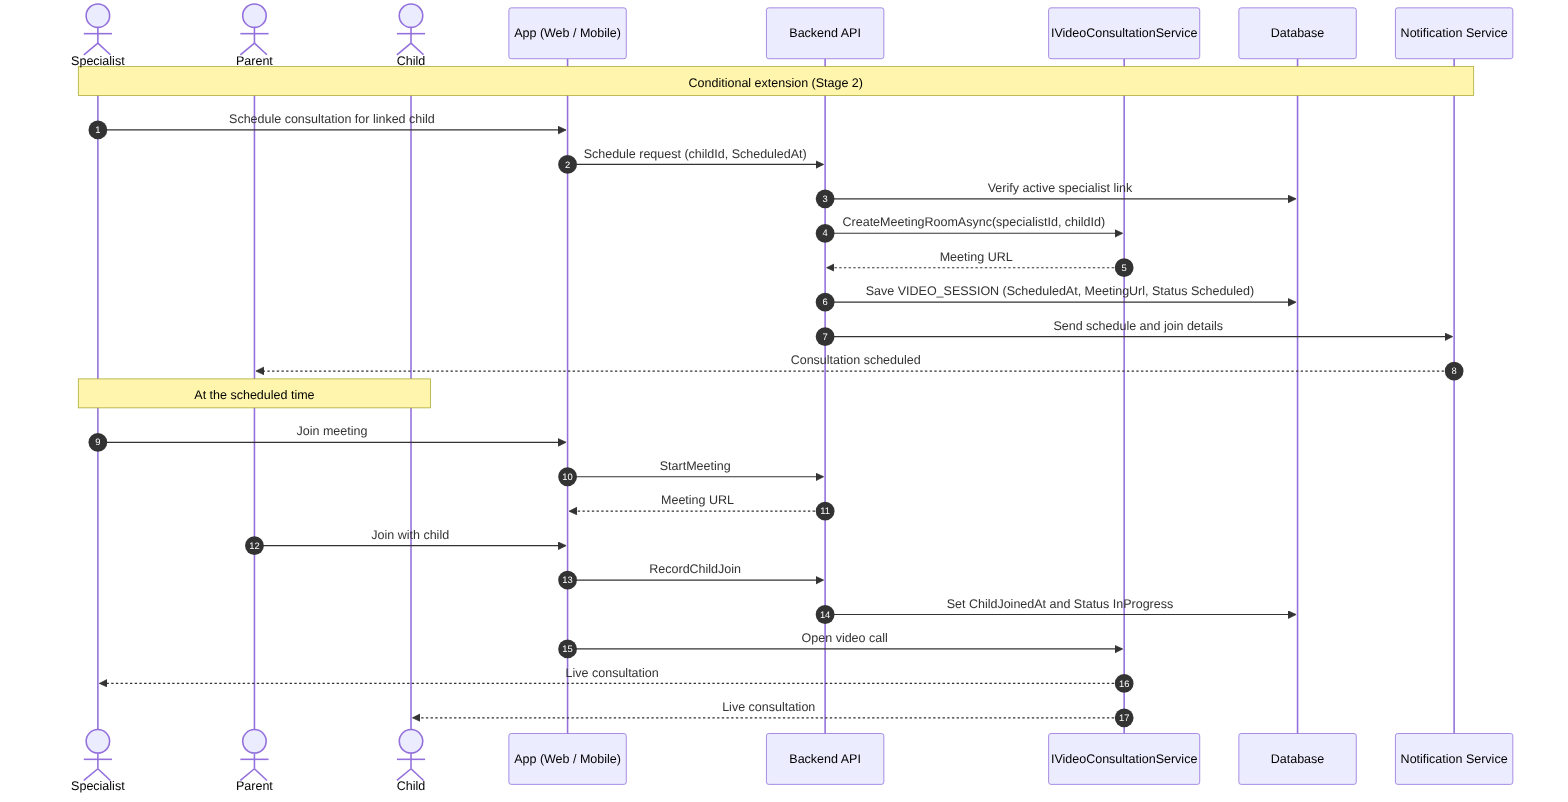 Specialist
Parent
Child
App (Web / Mobile)
Backend API
IVideoConsultationService
Database
Notification Service
Conditional extension (Stage 2)
1 Schedule consultation for linked child
2 Schedule request (childId, ScheduledAt)
3 Verify active specialist link
4 CreateMeetingRoomAsync(specialistId, childId)
Meeting URL 5
6 Save VIDEO_SESSION (ScheduledAt, MeetingUrl, Status Scheduled)
7 Send schedule and join details
Consultation scheduled 8
At the scheduled time
9 Join meeting
10 StartMeeting
Meeting URL 11
12 Join with child
13 RecordChildJoin
14 Set ChildJoinedAt and Status InProgress
15 Open video call
Live consultation 16
Live consultation 17
Specialist
Parent
Child
App (Web / Mobile)
Backend API
IVideoConsultationService
Database
Notification Service